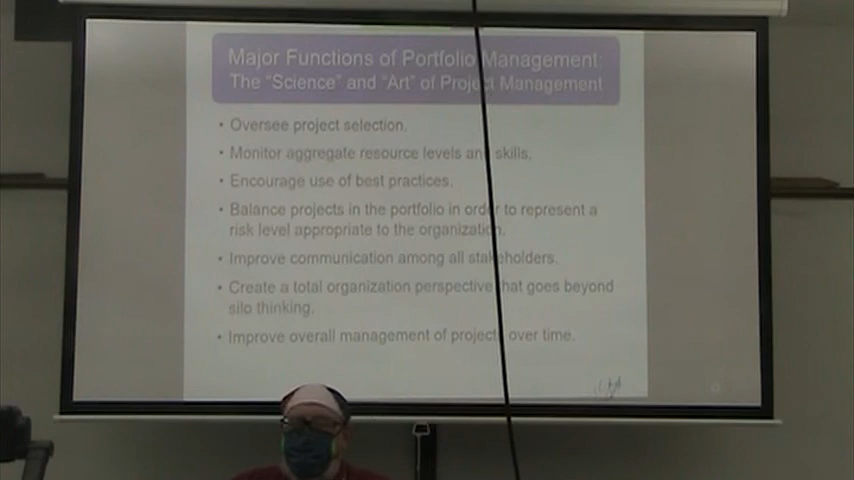 Major Functions of Portfolio Management:
The "Science" and "Art" of Project Management
• Oversee project selection.
• Monitor aggregate resource levels and skills.
• Encourage use of best practices.
• Balance projects in the portfolio in order to represent a
risk level appropriate to the organization.
• Improve communication among all stakeholders.
• Create a total organization perspective that goes beyond
silo thinking.
• Improve overall management of projects over time.